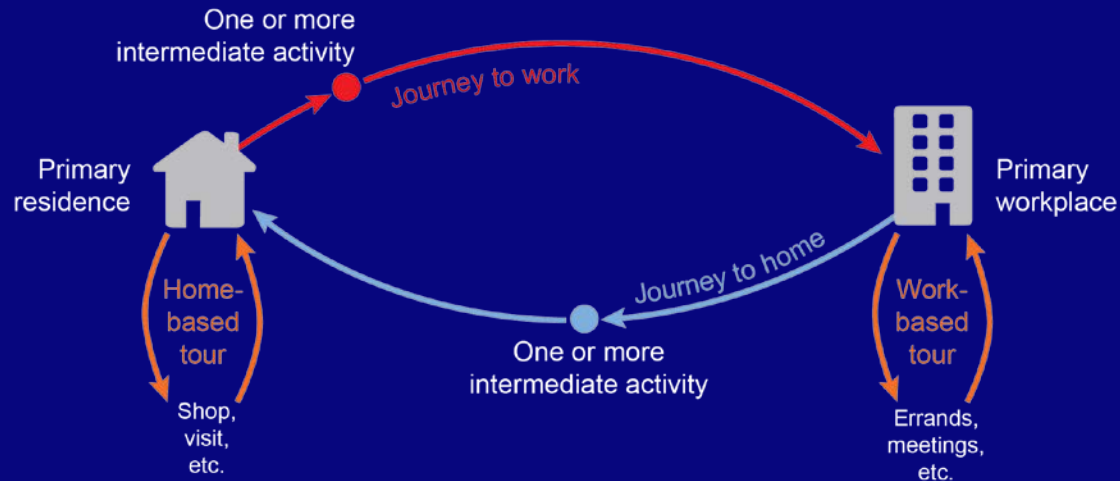 One or more
intermediate activity
Journey to work
Primary
residence
Primary
workplace
Journey to home
Home-
based
tour
Work-
based
tour
One or more
intermediate activity
Shop,
visit,
etc.
Errands,
meetings,
etc.